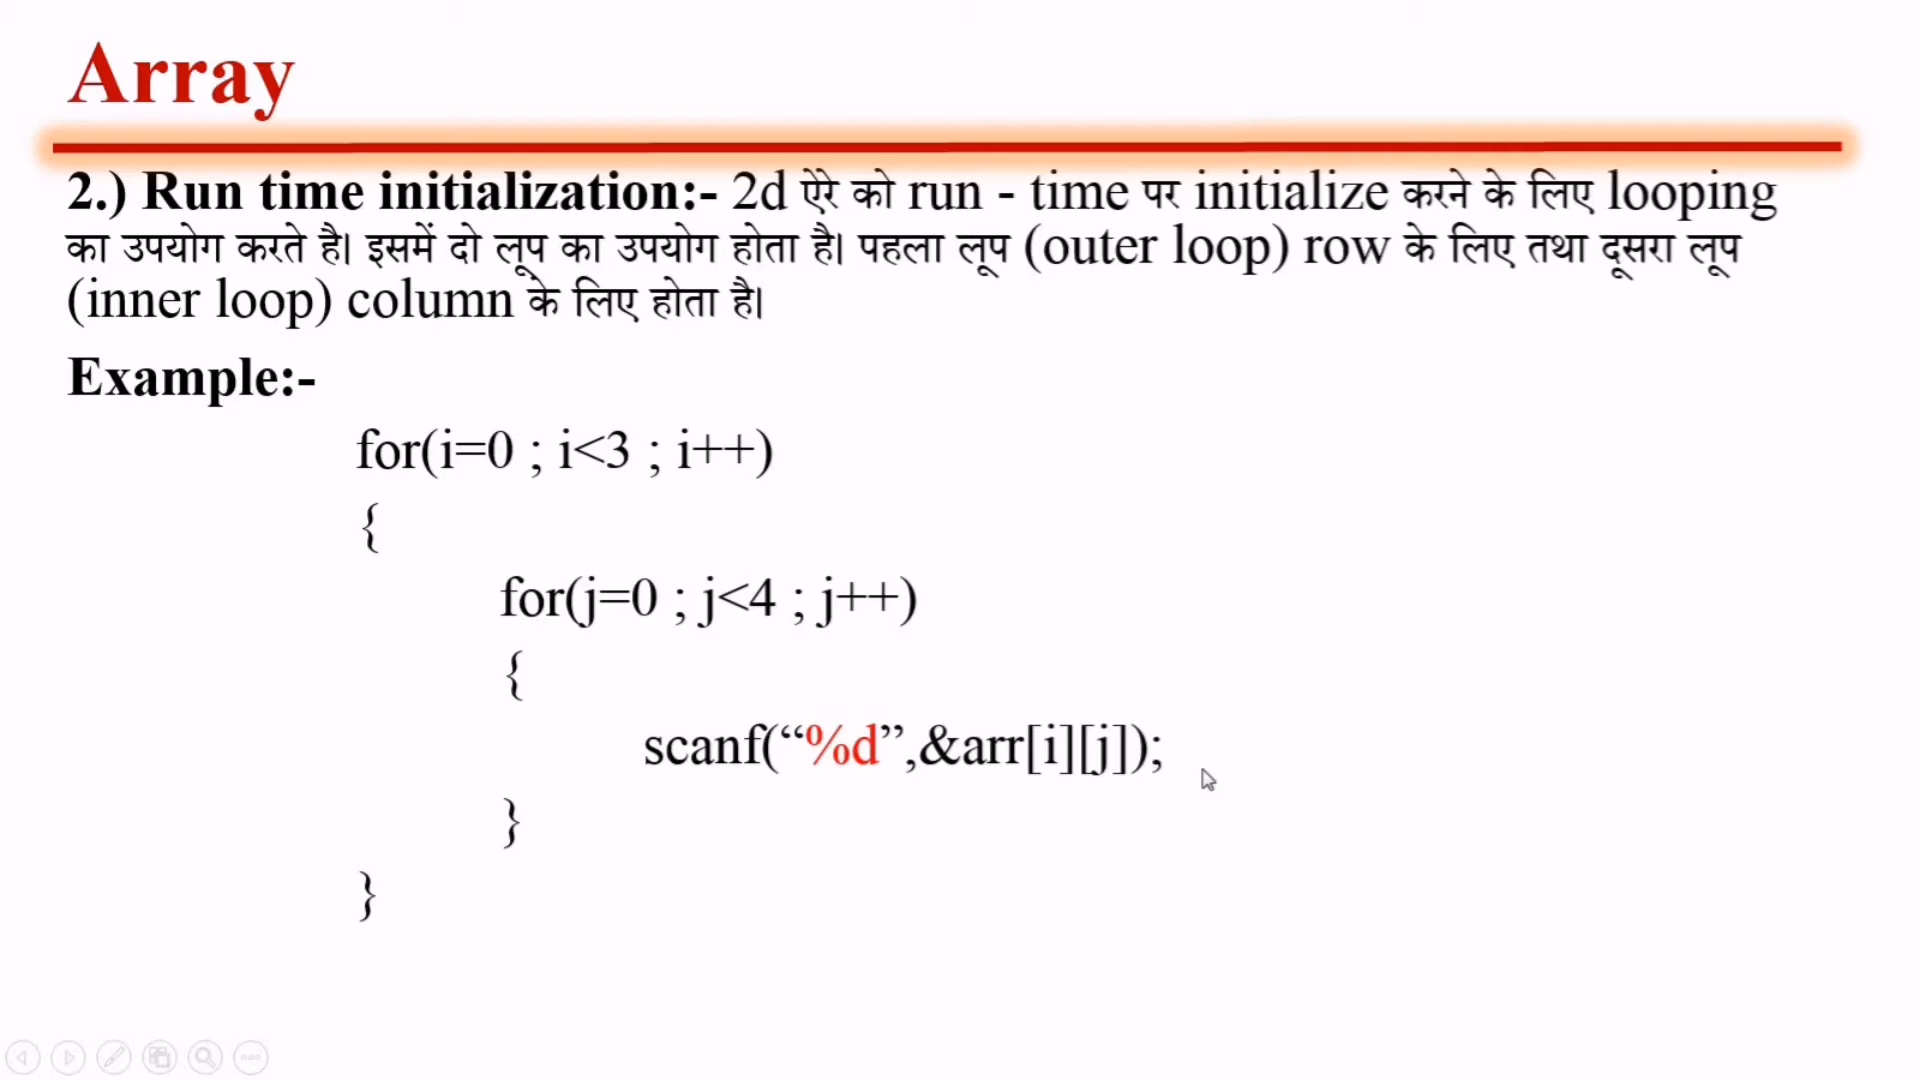 Array
2.) Run time initialization:- 2d ऐरे को run - time पर initialize करने के लिए looping
का उपयोग करते है। इसमें दो लूप का उपयोग होता है। पहला लूप (outer loop) row के लिए तथा दूसरा लूप
(inner loop) column के लिए होता है।
Example:-
for(i=0 ; i<3 ; i++)
{
for(j=0 ; j<4 ; j++)
{
scanf(“%d”,&arr[i][j]);
}
}